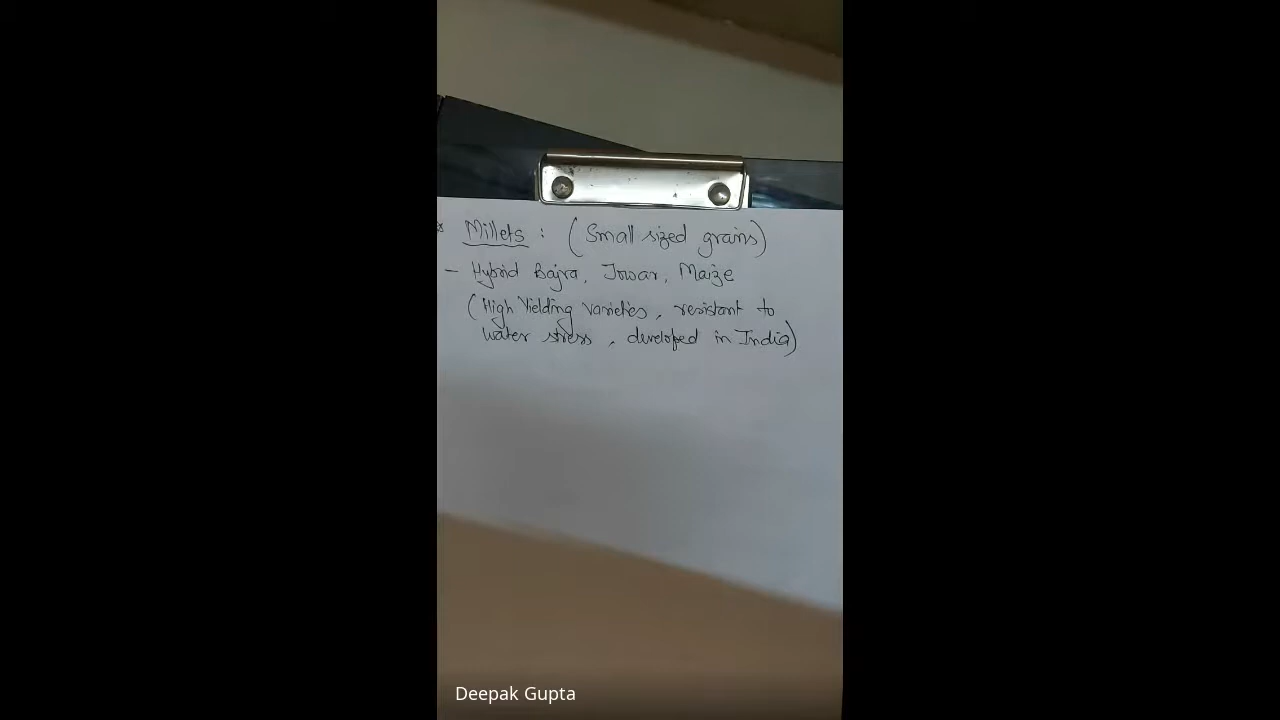 * Millets : (Small sized grains)
- Hybrid Bajra, Jowar, Maize
(High Yielding varieties, resistant to
water stress, developed in India)
Deepak Gupta